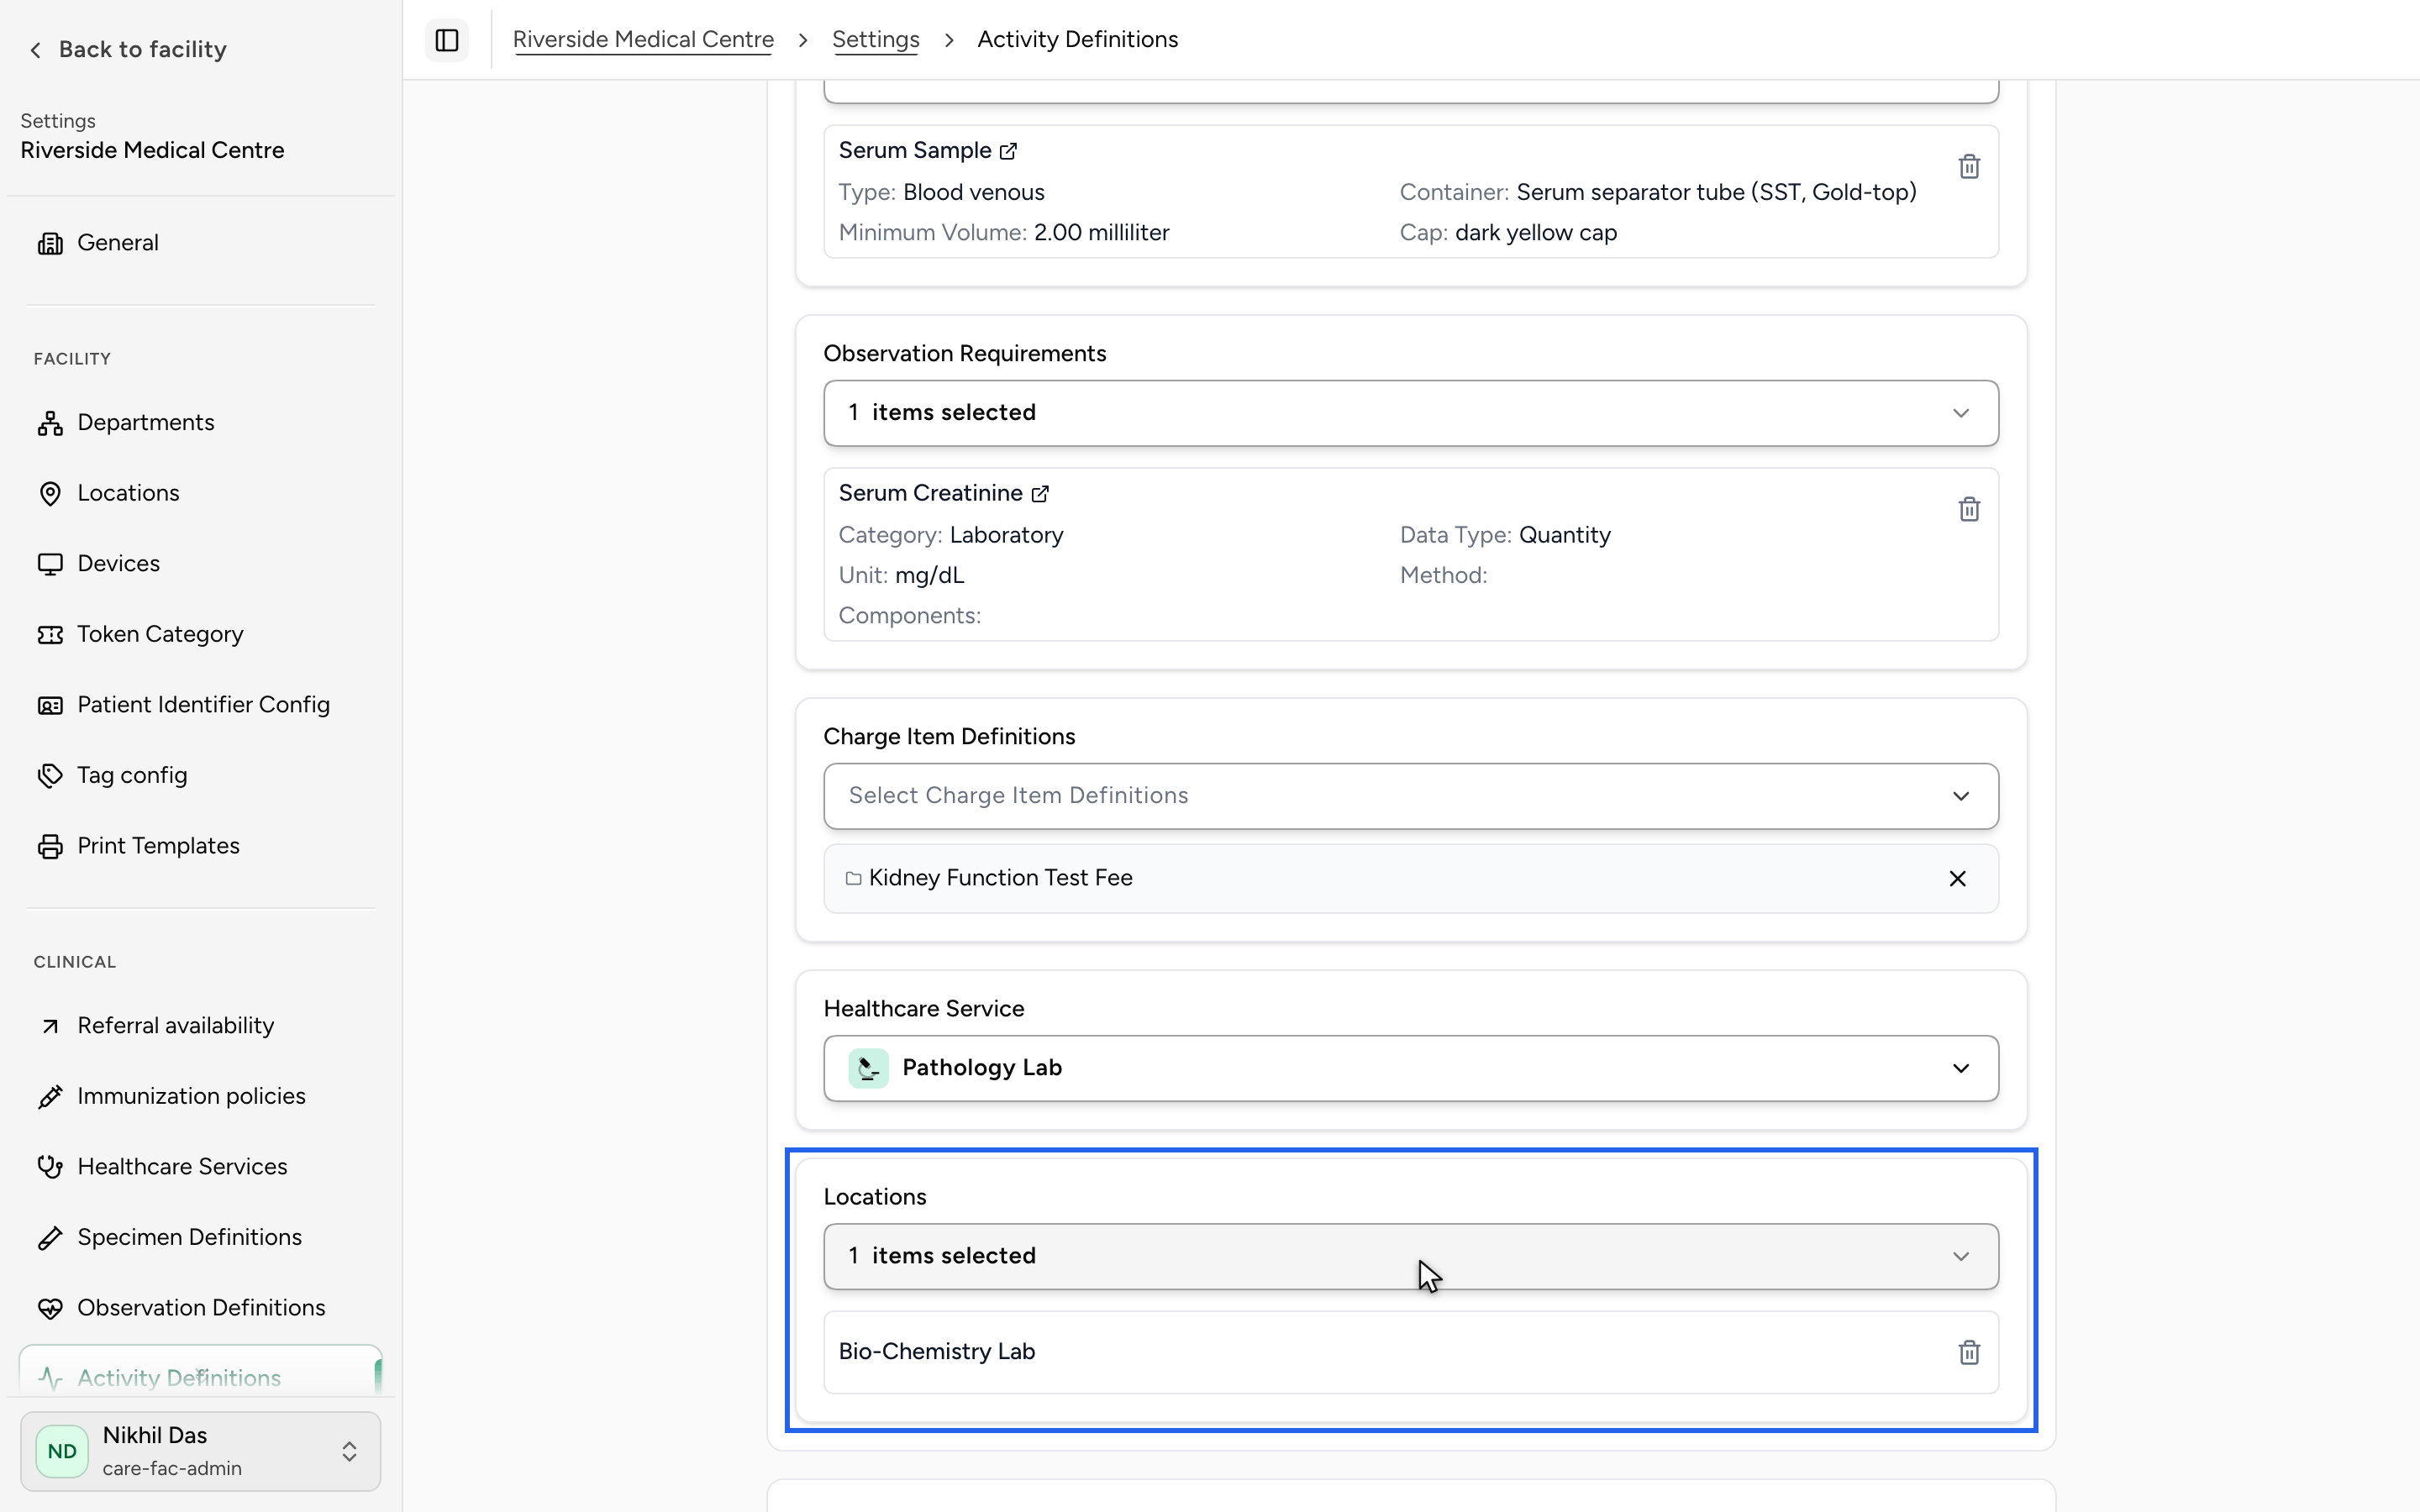 Back to facility
Settings
Riverside Medical Centre
General
FACILITY
Departments
Locations
Devices
Token Category
Patient Identifier Config
Tag config
Print Templates
CLINICAL
Referral availability
Immunization policies
Healthcare Services
Specimen Definitions
Observation Definitions
Activity Definitions
ND
Nikhil Das
care-fac-admin
Riverside Medical Centre > Settings > Activity Definitions
Serum Sample
Type: Blood venous Container: Serum separator tube (SST, Gold-top)
Minimum Volume: 2.00 milliliter Cap: dark yellow cap
Observation Requirements
1 items selected
Serum Creatinine
Category: Laboratory Data Type: Quantity
Unit: mg/dL Method:
Components:
Charge Item Definitions
Select Charge Item Definitions
Kidney Function Test Fee
Healthcare Service
Pathology Lab
Locations
1 items selected
Bio-Chemistry Lab